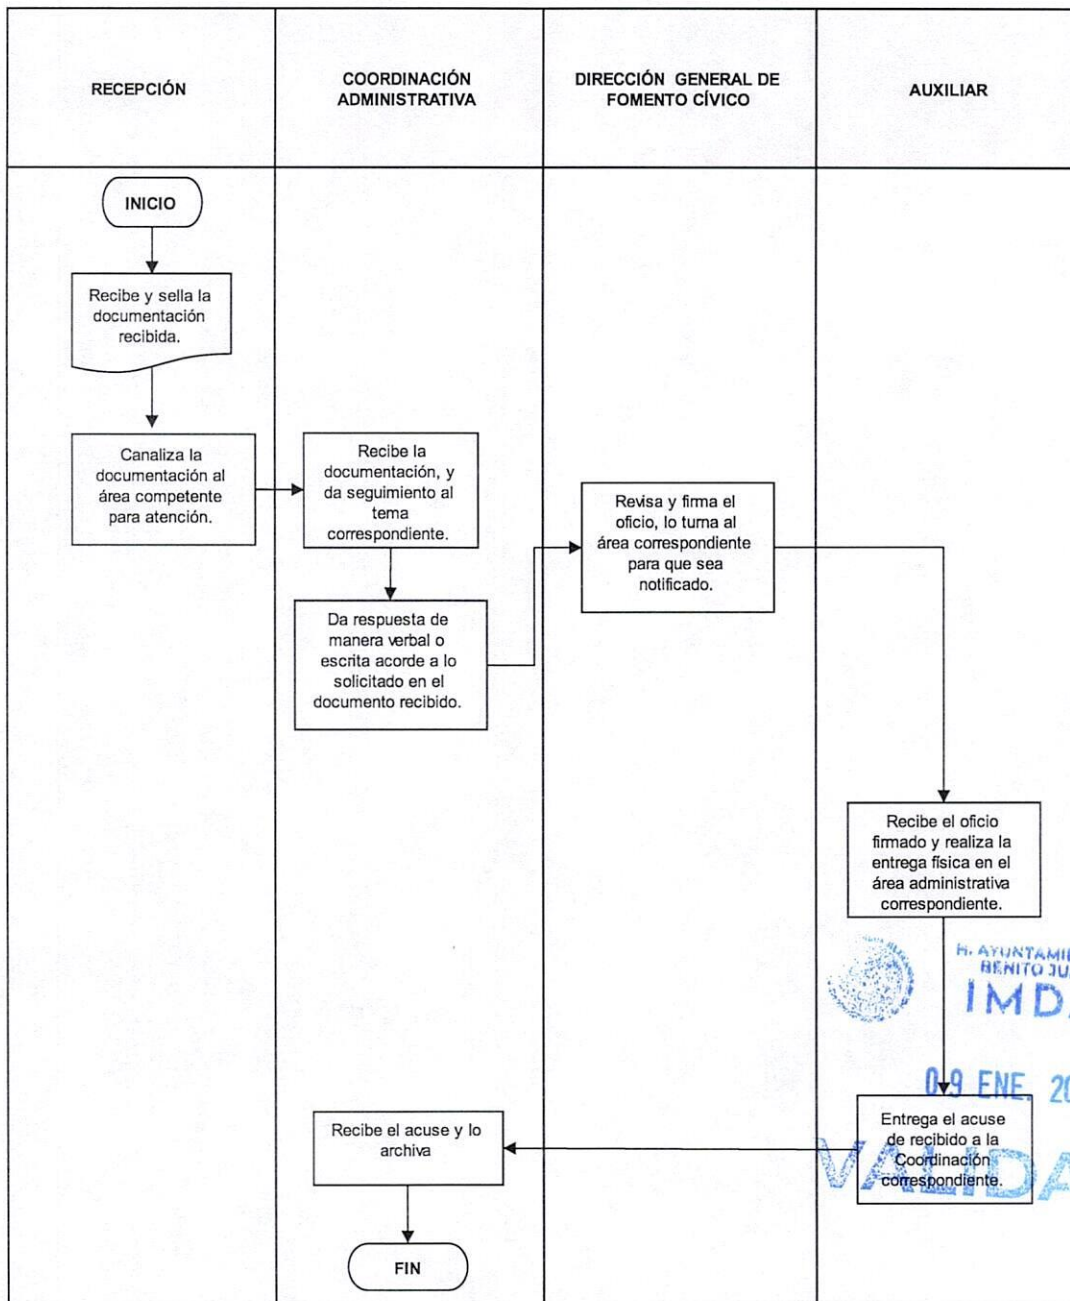 RECEPCIÓN
COORDINACIÓN
ADMINISTRATIVA
DIRECCIÓN GENERAL DE
FOMENTO CÍVICO
AUXILIAR
INICIO
Recibe y sella la
documentación
recibida.
Canaliza la
documentación al
área competente
para atención.
Recibe la
documentación, y
da seguimiento al
tema
correspondiente.
Da respuesta de
manera verbal o
escrita acorde a lo
solicitado en el
documento recibido.
Revisa y firma el
oficio, lo turna al
área correspondiente
para que sea
notificado.
Recibe el oficio
firmado y realiza la
entrega física en el
área administrativa
correspondiente.
H. AYUNTAMIE
BENITO JU
IMD
09 ENE. 20
VALIDA
Entrega el acuse
de recibido a la
Coordinación
correspondiente.
Recibe el acuse y lo
archiva
FIN